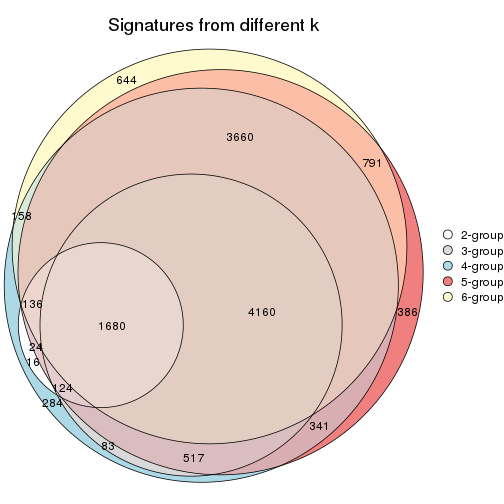 Signatures from different k
644
3660
791
158
2-group
3-group
4-group
5-group
6-group
136
4160
386
1680
24
16
124
284
341
83
517